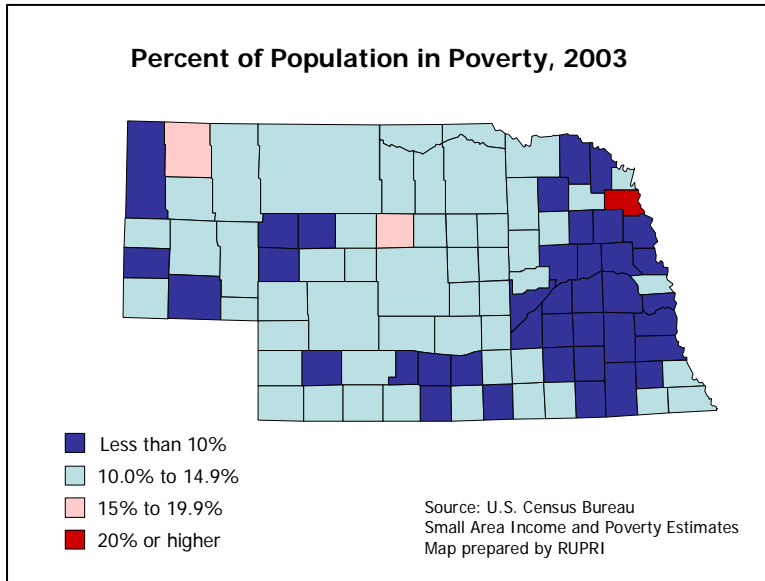 Percent of Population in Poverty, 2003
Less than 10%
10.0% to 14.9%
15% to 19.9%
20% or higher
Source: U.S. Census Bureau
Small Area Income and Poverty Estimates
Map prepared by RUPRI